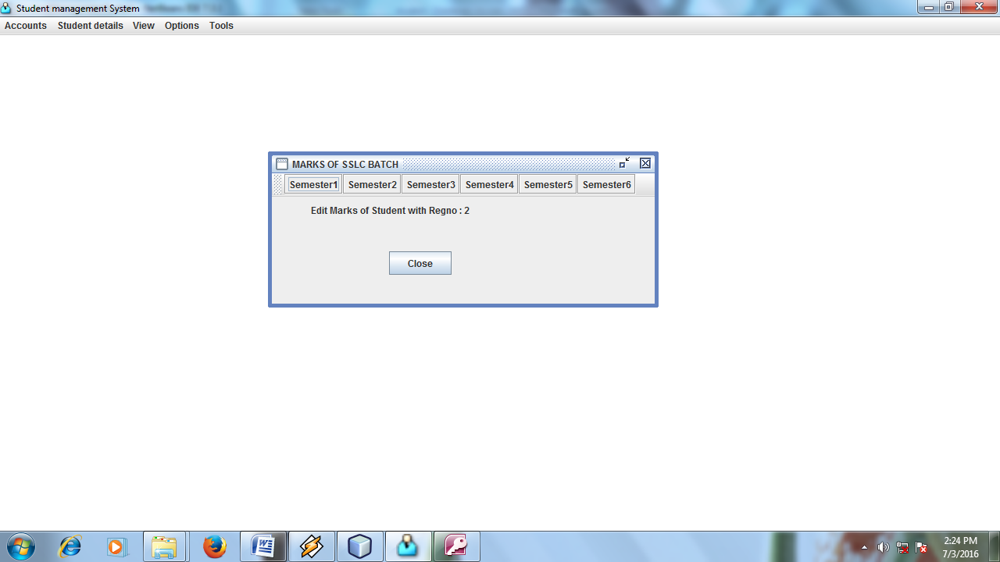 Student management System
Accounts Student details View Options Tools
MARKS OF SSLC BATCH
Semester1 Semester2 Semester3 Semester4 Semester5 Semester6
Edit Marks of Student with Regno : 2
Close
2:24 PM
7/3/2016